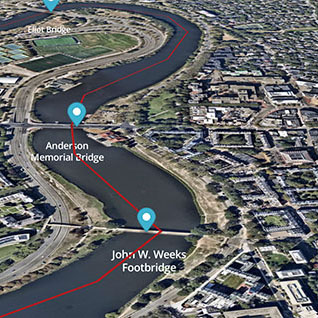 Eliot Bridge
Anderson
Memorial Bridge
John W. Weeks
Footbridge